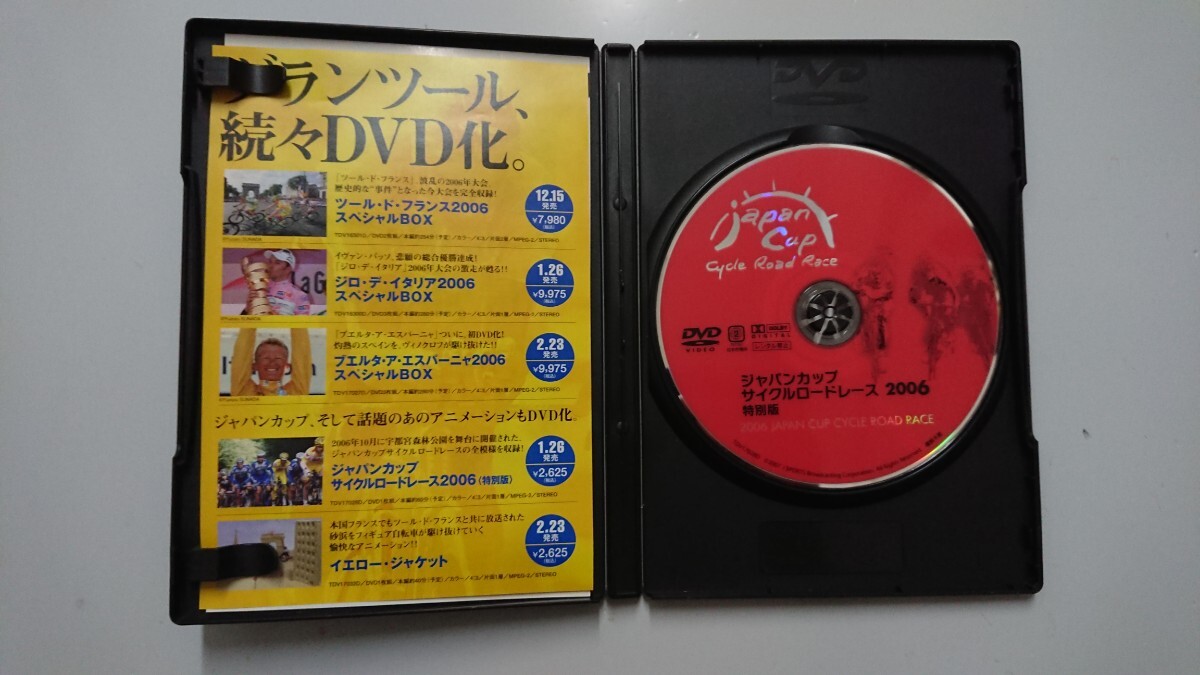 グランツール、
続々DVD化。
「ツール・ド・フランス」波乱の2006年大会
歴史的な“事件”となった今大会を完全収録!
ツール・ド・フランス2006
スペシャルBOX
12.15
発売
¥7,980
(税込)
イヴァン・バッソ、悲願の総合優勝達成!
「ジロ・デ・イタリア」2006年大会の激走が甦る!!
ジロ・デ・イタリア2006
スペシャルBOX
1.26
発売
¥9,975
(税込)
「ブエルタ・ア・エスパーニャ」ついに、初DVD化!
灼熱のスペインを、ヴィノクロフが駆け抜けた!!
ブエルタ・ア・エスパーニャ2006
スペシャルBOX
2.23
発売
¥9,975
(税込)
ジャパンカップ、そして話題のあのアニメーションもDVD化。
2006年10月に宇都宮森林公園を舞台に開催された、
ジャパンカップサイクルロードレースの全模様を収録!
ジャパンカップ
サイクルロードレース2006〈特別版〉
1.26
発売
¥2,625
(税込)
本国フランスでもツール・ド・フランスと共に放送された
砂浜をフィギュア自転車が駆け抜けていく
愉快なアニメーション!!
イエロー・ジャケット
2.23
発売
¥2,625
(税込)
DVD
Japan
Cup
Cycle Road Race
DVD
VIDEO
DOLBY
DIGITAL
レンタル禁止
ジャパンカップ
サイクルロードレース 2006
特別版
2006 JAPAN CUP CYCLE ROAD RACE